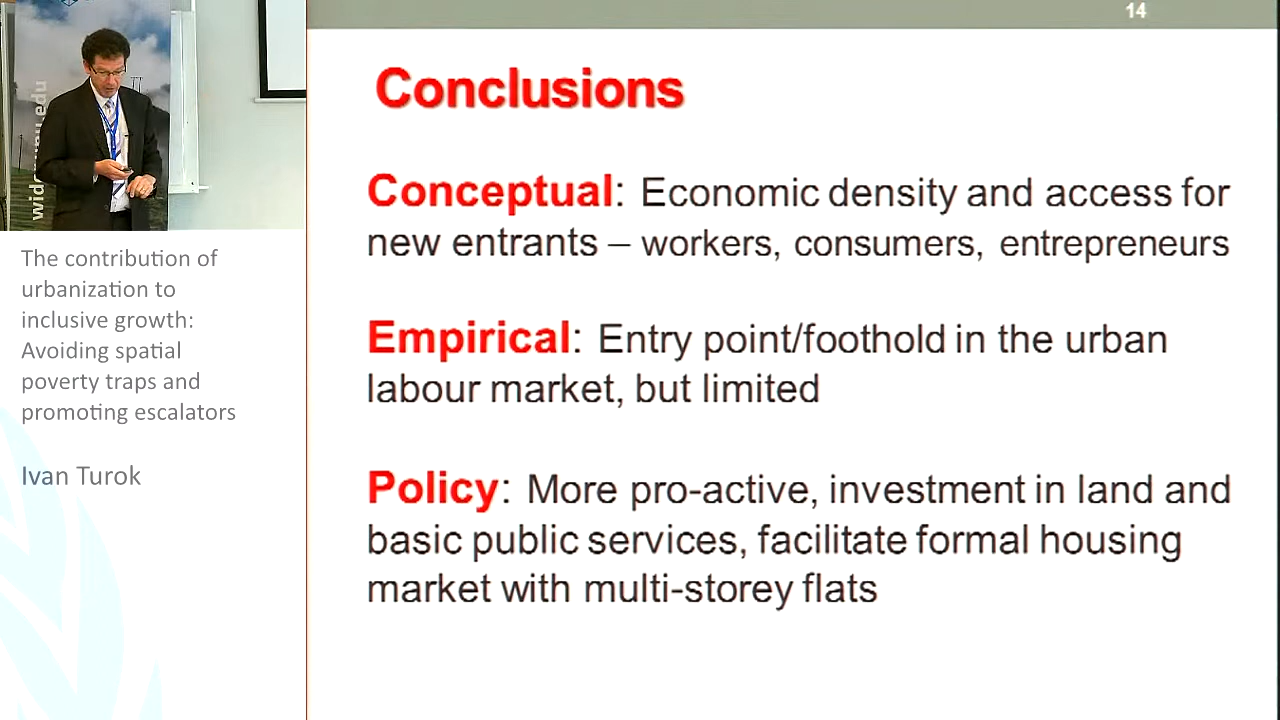 14
Conclusions
Conceptual: Economic density and access for
new entrants – workers, consumers, entrepreneurs
Empirical: Entry point/foothold in the urban
labour market, but limited
Policy: More pro-active, investment in land and
basic public services, facilitate formal housing
market with multi-storey flats
The contribution of
urbanization to
inclusive growth:
Avoiding spatial
poverty traps and
promoting escalators
Ivan Turok